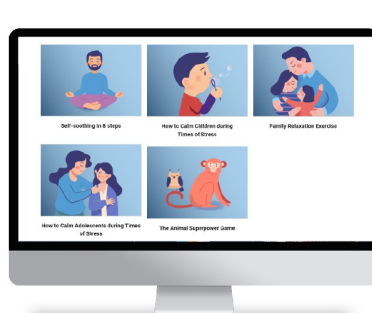 Self-soothing in 6 steps
How to Calm Children during
Times of Stress
Family Relaxation Exercise
How to Calm Adolescents during Times
of Stress
The Animal Suprpower Game